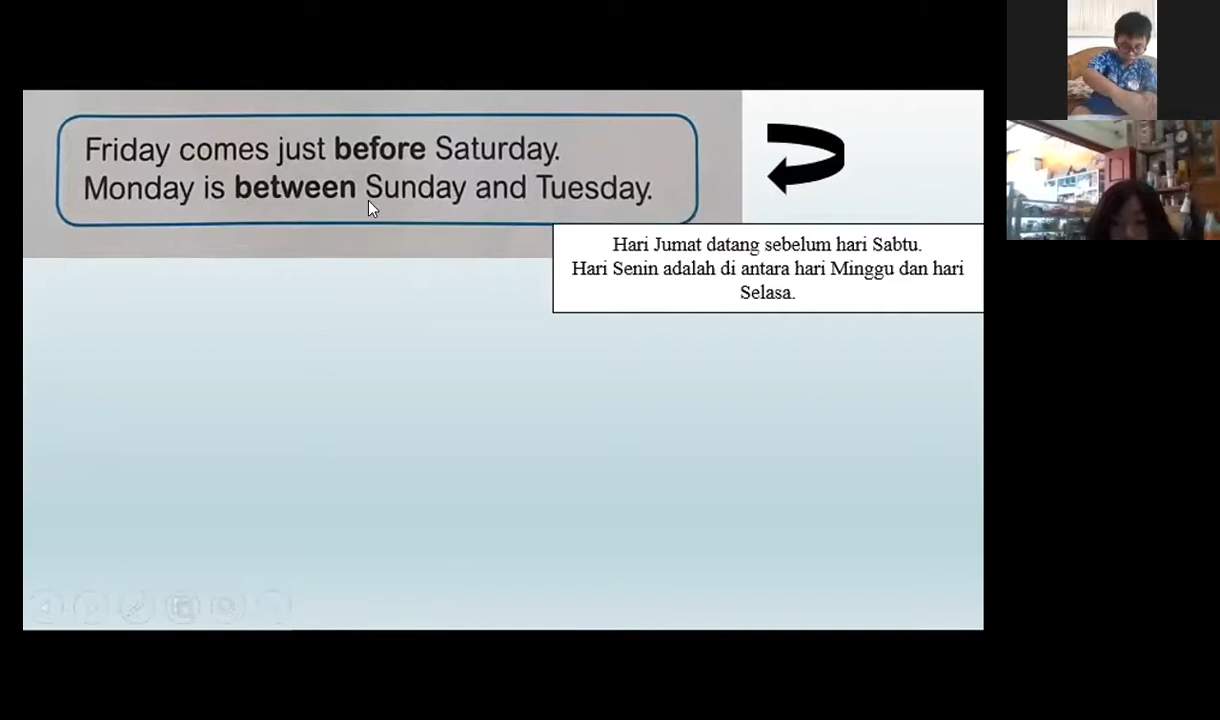 Friday comes just before Saturday.
Monday is between Sunday and Tuesday.
Hari Jumat datang sebelum hari Sabtu.
Hari Senin adalah di antara hari Minggu dan hari
Selasa.